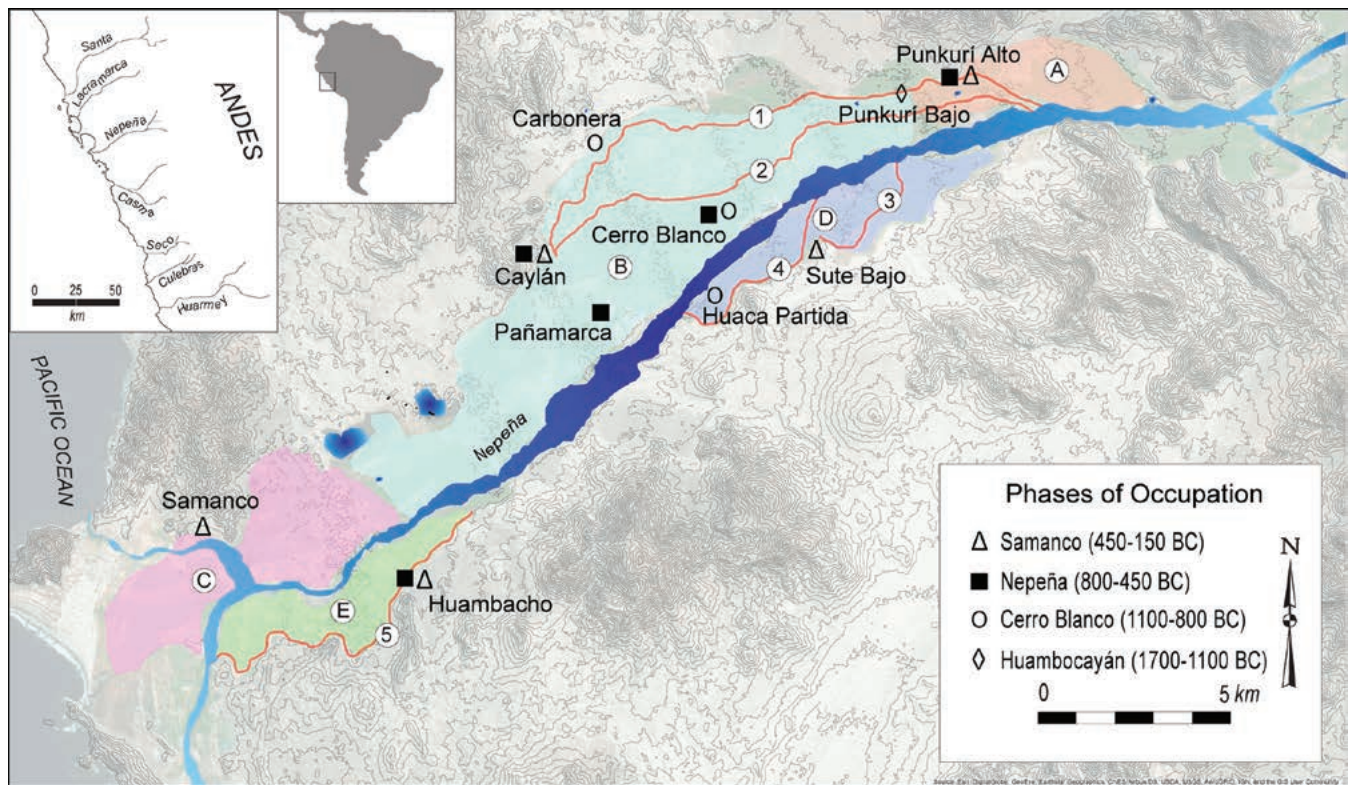 Santa
Lacramarca
Nepeña
Casma
Seco
Culebras
Huarmey
ANDES
0 25 50
km
Punkurí Alto
A
Punkurí Bajo
1
Carbonera
2
3
D
Cerro Blanco
Caylán
B
4
Sute Bajo
Huaca Partida
Pañamarca
PACIFIC OCEAN
Nepeña
Samanco
C
E
Huambacho
5
Phases of Occupation
Samanco (450-150 BC)
Nepeña (800-450 BC)
Cerro Blanco (1100-800 BC)
Huambocayán (1700-1100 BC)
N
0 5 km